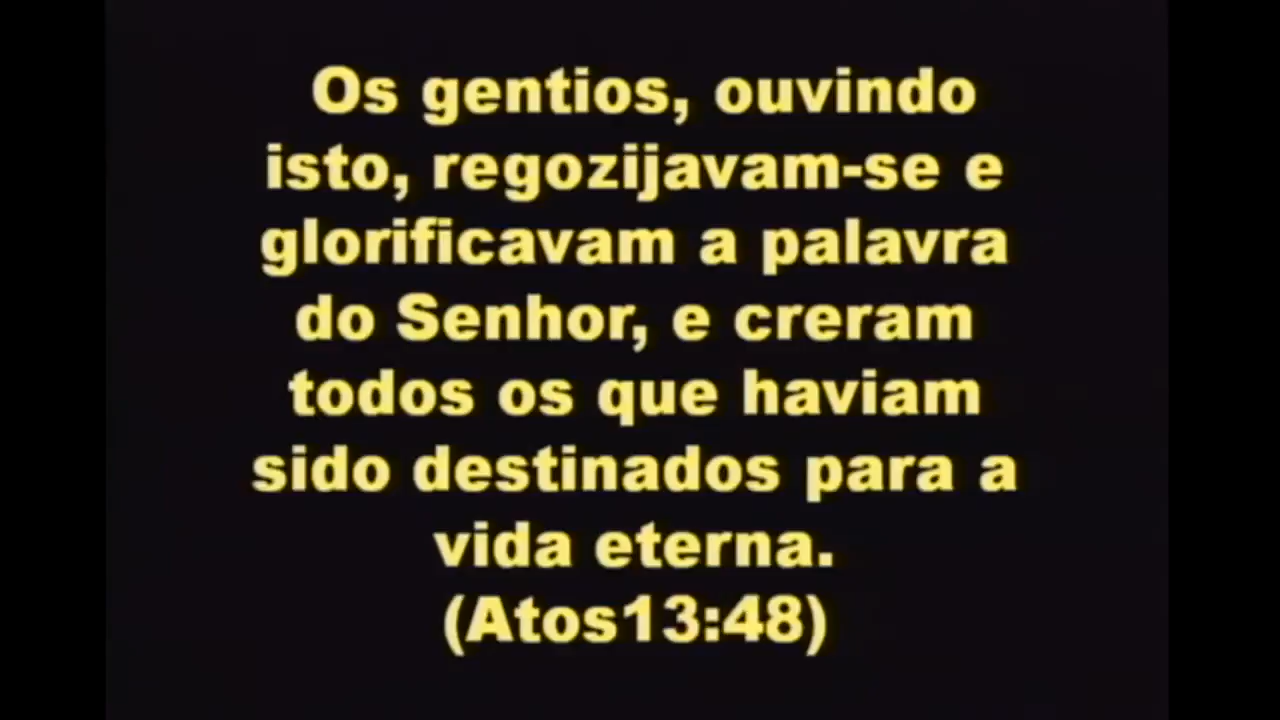 Os gentios, ouvindo
isto, regozijavam-se e
glorificavam a palavra
do Senhor, e creram
todos os que haviam
sido destinados para a
vida eterna.
(Atos13:48)